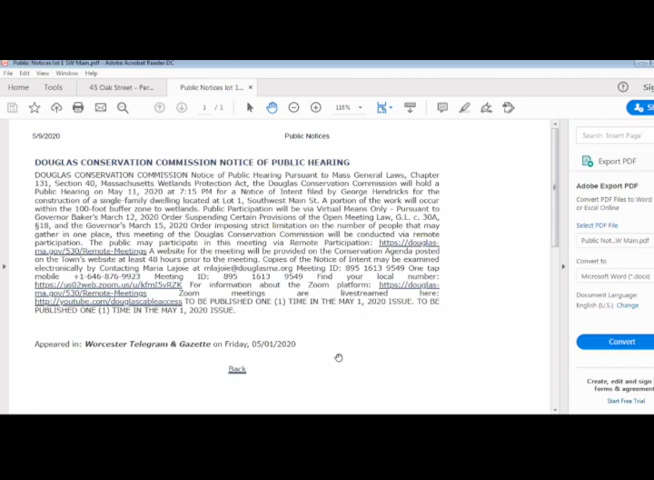 Public Notices lot 1 SW Main.pdf - Adobe Acrobat Reader DC
File Edit View Window Help
Home Tools 45 Oak Street - Per... Public Notices lot 1... ×
1 / 1 116%
Search 'Insert Page'
Export PDF
Adobe Export PDF
Convert PDF Files to Word
or Excel Online
Select PDF File
Public Not...W Main.pdf
Convert to
Microsoft Word (*.docx)
Document Language:
English (U.S.) Change
Convert
Create, edit and sign
forms & agreement
Start Free Trial
5/9/2020 Public Notices
DOUGLAS CONSERVATION COMMISSION NOTICE OF PUBLIC HEARING
DOUGLAS CONSERVATION COMMISSION Notice of Public Hearing Pursuant to Mass General Laws, Chapter
131, Section 40, Massachusetts Wetlands Protection Act, the Douglas Conservation Commission will hold a
Public Hearing on May 11, 2020 at 7:15 PM for a Notice of Intent filed by George Hendricks for the
construction of a single-family dwelling located at Lot 1, Southwest Main St. A portion of the work will occur
within the 100-foot buffer zone to wetlands. Public Participation will be via Virtual Means Only - Pursuant to
Governor Baker's March 12, 2020 Order Suspending Certain Provisions of the Open Meeting Law, G.L. c. 30A,
§18, and the Governor's March 15, 2020 Order imposing strict limitation on the number of people that may
gather in one place, this meeting of the Douglas Conservation Commission will be conducted via remote
participation. The public may participate in this meeting via Remote Participation: https://douglas-
ma.gov/530/Remote-Meetings A website for the meeting will be provided on the Conservation Agenda posted
on the Town's website at least 48 hours prior to the meeting. Copies of the Notice of Intent may be examined
electronically by Contacting Maria Lajoie at mlajoie@douglasma.org Meeting ID: 895 1613 9549 One tap
mobile +1-646-876-9923 Meeting ID: 895 1613 9549 Find your local number:
https://us02web.zoom.us/u/kfmI5vRZK For information about the Zoom platform: https://douglas-
ma.gov/530/Remote-Meetings Zoom meetings are livestreamed here:
http://youtube.com/douglascableaccess TO BE PUBLISHED ONE (1) TIME IN THE MAY 1, 2020 ISSUE. TO BE
PUBLISHED ONE (1) TIME IN THE MAY 1, 2020 ISSUE.
Appeared in: Worcester Telegram & Gazette on Friday, 05/01/2020
Back